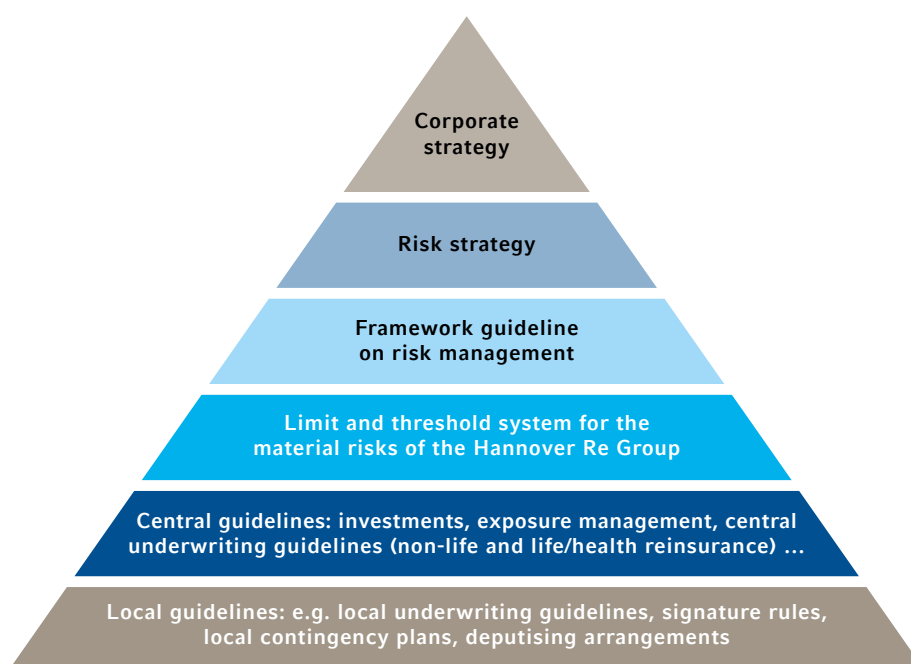 Corporate
strategy
Risk strategy
Framework guideline
on risk management
Limit and threshold system for the
material risks of the Hannover Re Group
Central guidelines: investments, exposure management, central
underwriting guidelines (non-life and life/health reinsurance) ...
Local guidelines: e.g. local underwriting guidelines, signature rules,
local contingency plans, deputising arrangements